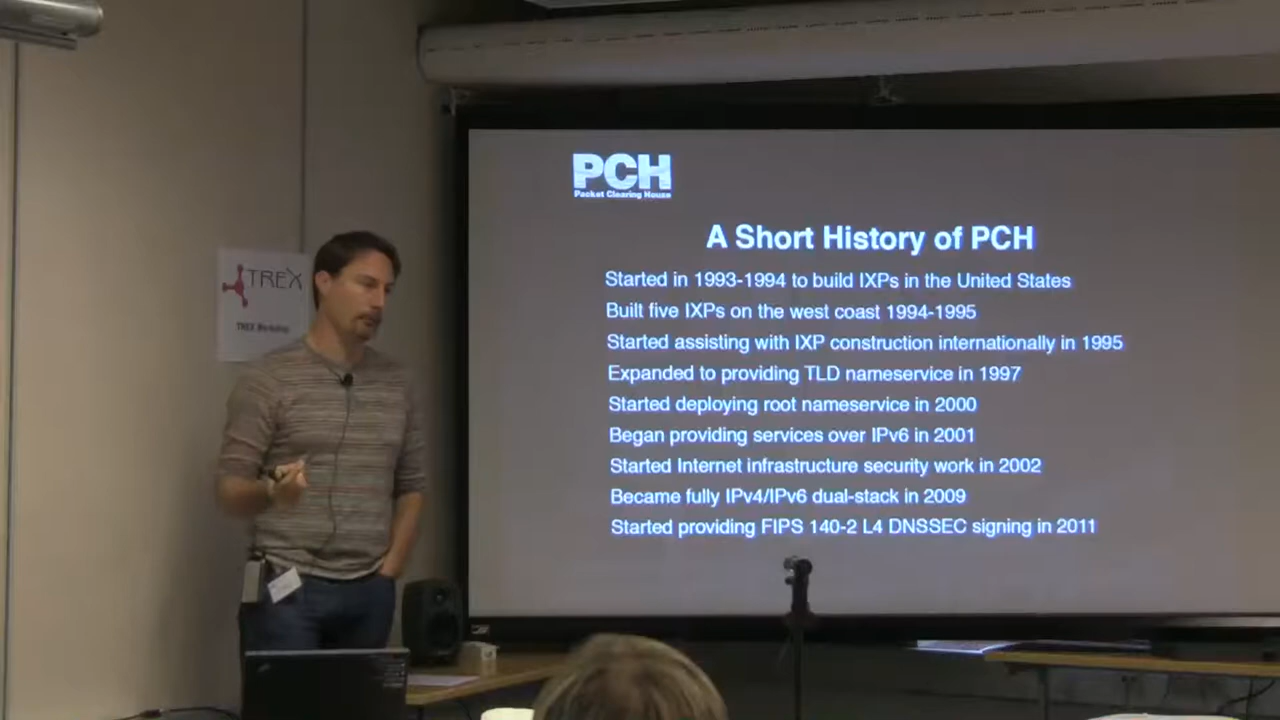 PCH
Packet Clearing House
A Short History of PCH
Started in 1993-1994 to build IXPs in the United States
Built five IXPs on the west coast 1994-1995
Started assisting with IXP construction internationally in 1995
Expanded to providing TLD nameservice in 1997
Started deploying root nameservice in 2000
Began providing services over IPv6 in 2001
Started Internet infrastructure security work in 2002
Became fully IPv4/IPv6 dual-stack in 2009
Started providing FIPS 140-2 L4 DNSSEC signing in 2011
TREX
TREX Workshop